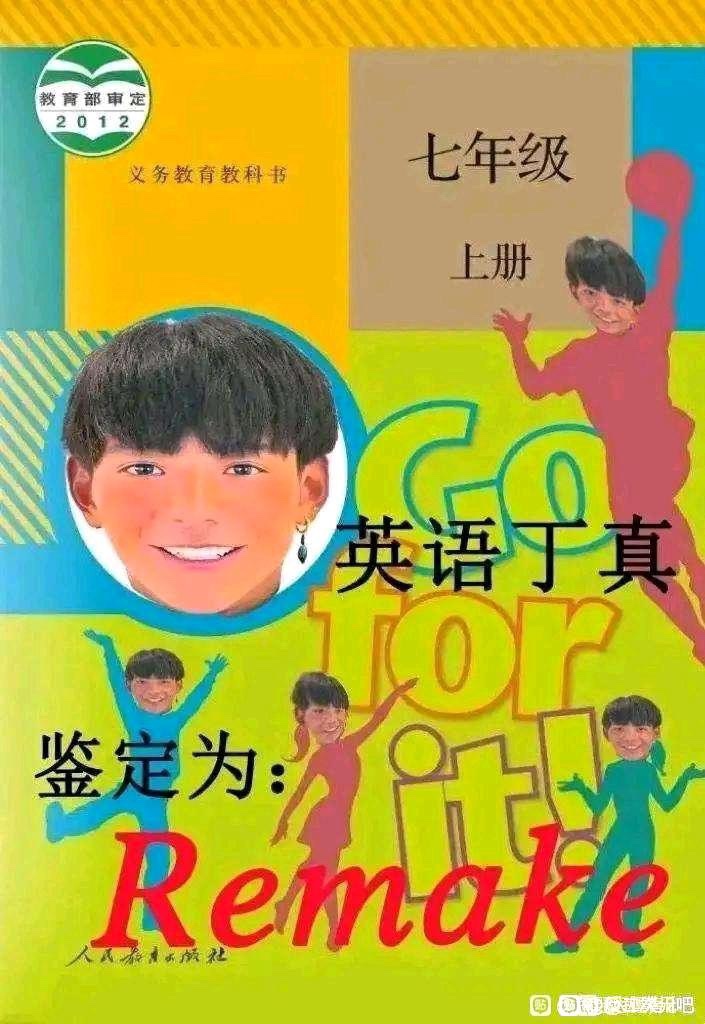 教育部审定
2012
义务教育教科书
七年级
上册
Go
for
it!
英语丁真
鉴定为：
Remake
人民教育出版社